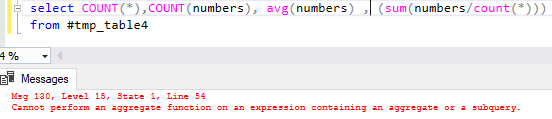 select COUNT(*),COUNT(numbers), avg(numbers) , (sum(numbers/count(*)))
from #tmp_table4
4 %
Messages
Msg 130, Level 15, State 1, Line 54
Cannot perform an aggregate function on an expression containing an aggregate or a subquery.